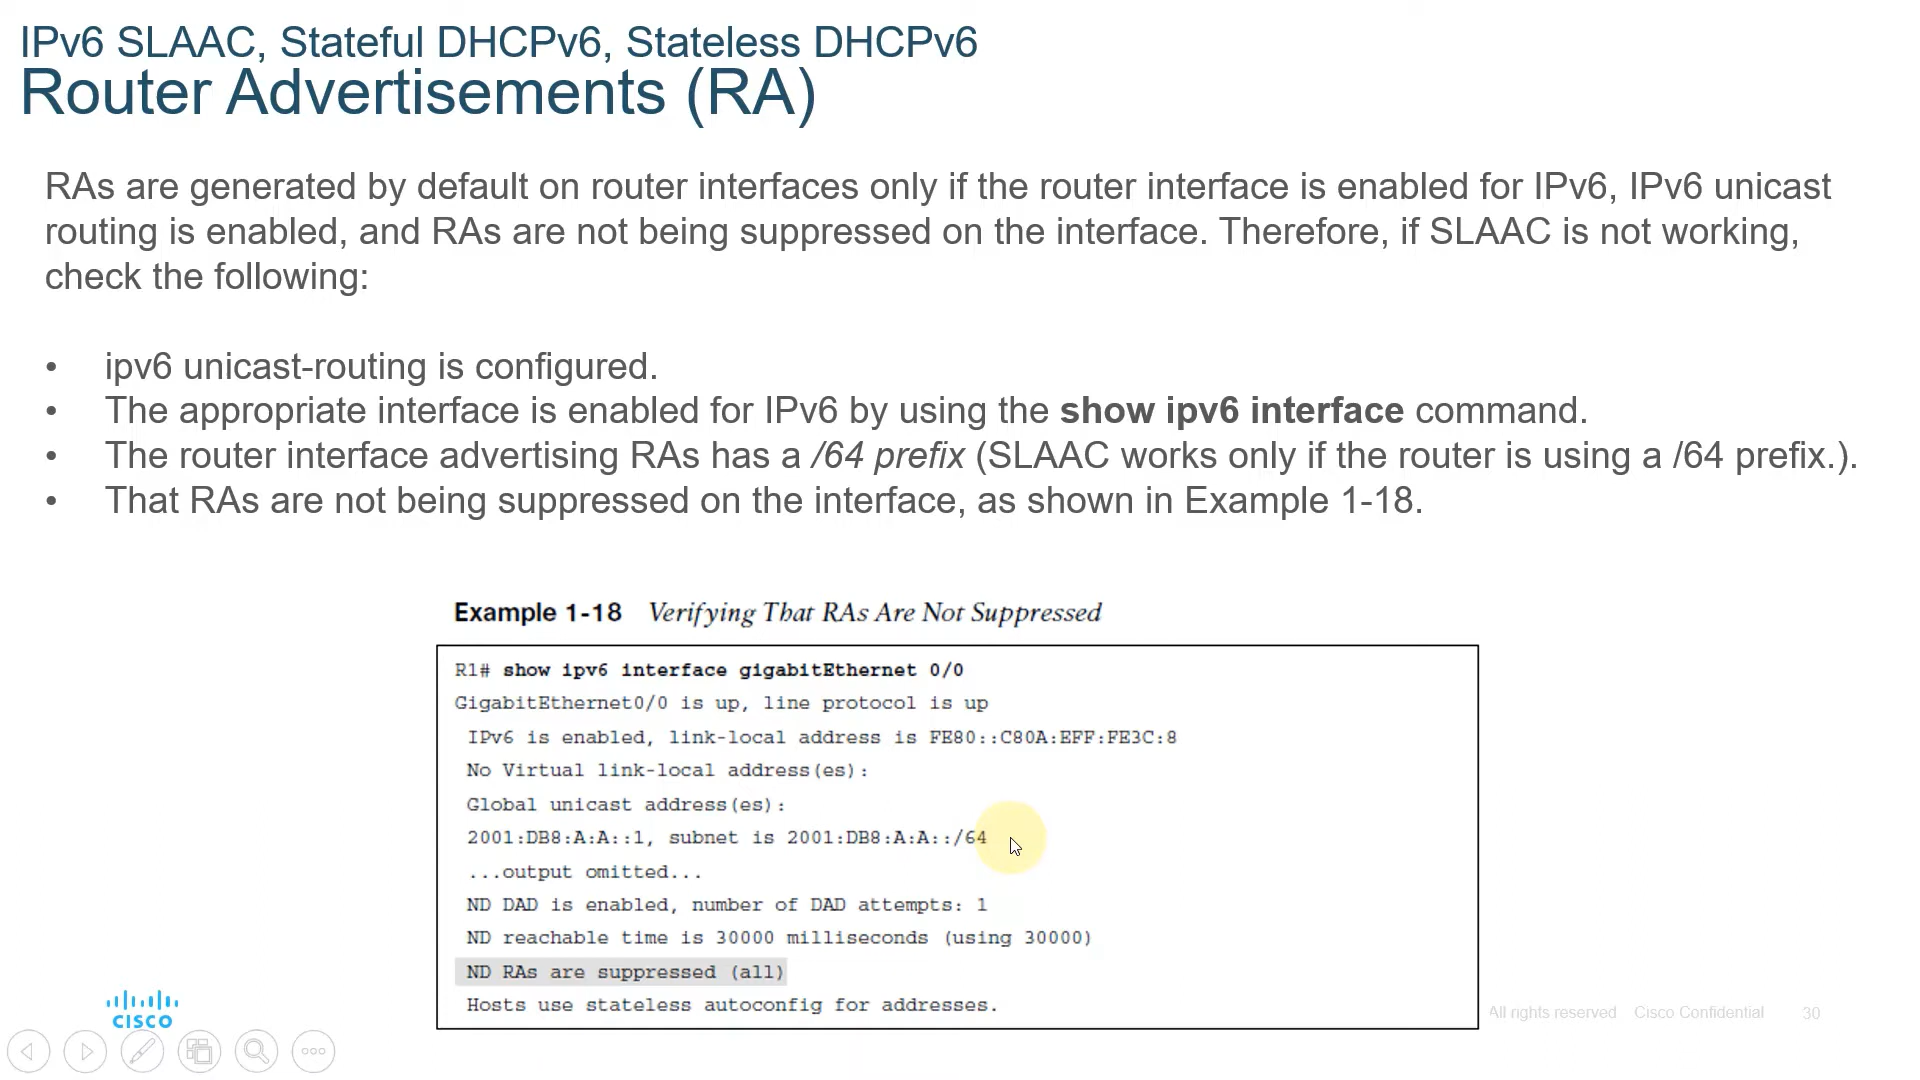 IPv6 SLAAC, Stateful DHCPv6, Stateless DHCPv6
Router Advertisements (RA)
RAs are generated by default on router interfaces only if the router interface is enabled for IPv6, IPv6 unicast
routing is enabled, and RAs are not being suppressed on the interface. Therefore, if SLAAC is not working,
check the following:
• ipv6 unicast-routing is configured.
• The appropriate interface is enabled for IPv6 by using the show ipv6 interface command.
• The router interface advertising RAs has a /64 prefix (SLAAC works only if the router is using a /64 prefix.).
• That RAs are not being suppressed on the interface, as shown in Example 1-18.
Example 1-18 Verifying That RAs Are Not Suppressed
R1# show ipv6 interface gigabitEthernet 0/0
GigabitEthernet0/0 is up, line protocol is up
IPv6 is enabled, link-local address is FE80::C80A:EFF:FE3C:8
No Virtual link-local address(es):
Global unicast address(es):
2001:DB8:A:A::1, subnet is 2001:DB8:A:A::/64
...output omitted...
ND DAD is enabled, number of DAD attempts: 1
ND reachable time is 30000 milliseconds (using 30000)
ND RAs are suppressed (all)
Hosts use stateless autoconfig for addresses.
CISCO
All rights reserved Cisco Confidential 30